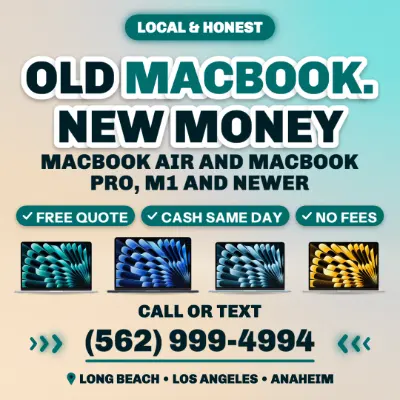 LOCAL & HONEST
OLD MACBOOK.
NEW MONEY
MACBOOK AIR AND MACBOOK
PRO, M1 AND NEWER
✓ FREE QUOTE ✓ CASH SAME DAY ✓ NO FEES
CALL OR TEXT
(562) 999-4994
LONG BEACH • LOS ANGELES • ANAHEIM